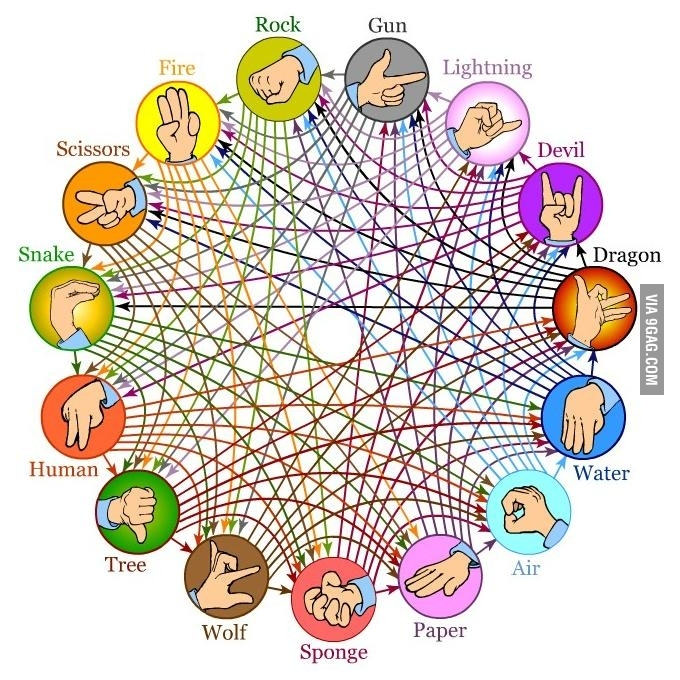 Rock
Gun
Fire
Lightning
Scissors
Devil
Snake
Dragon
VIA 9GAG.COM
Human
Water
Tree
Air
Wolf
Paper
Sponge